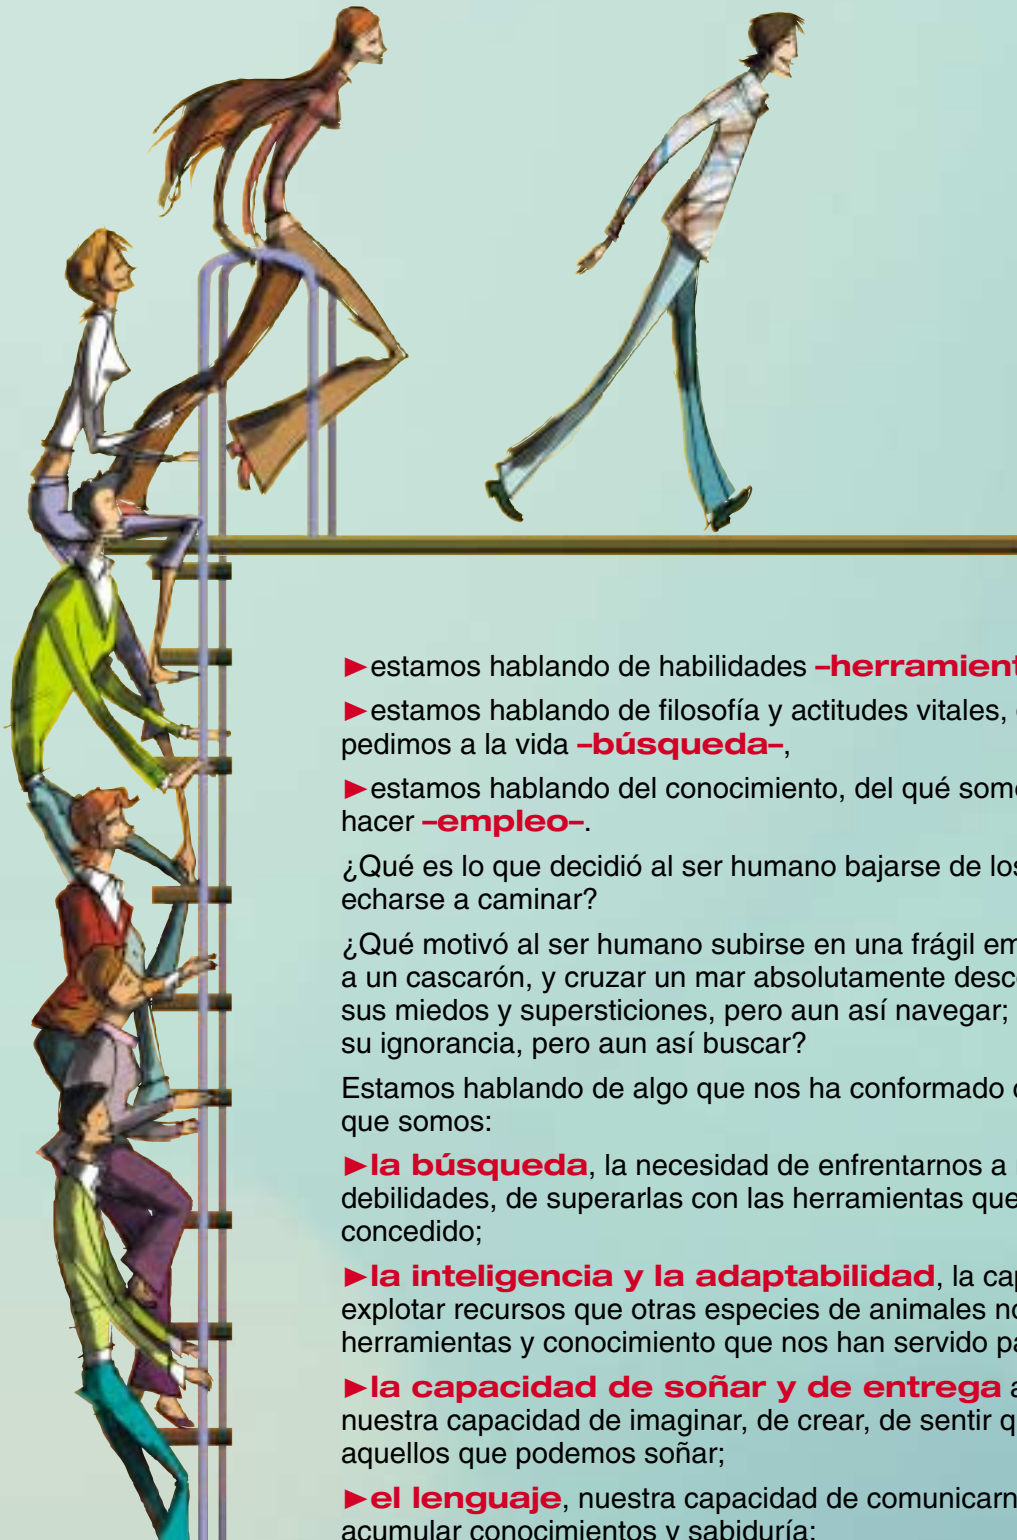 ►estamos hablando de habilidades –herramient
►estamos hablando de filosofía y actitudes vitales,
pedimos a la vida –búsqueda–,
►estamos hablando del conocimiento, del qué som
hacer –empleo–.
¿Qué es lo que decidió al ser humano bajarse de los
echarse a caminar?
¿Qué motivó al ser humano subirse en una frágil em
a un cascarón, y cruzar un mar absolutamente desc
sus miedos y supersticiones, pero aun así navegar;
su ignorancia, pero aun así buscar?
Estamos hablando de algo que nos ha conformado
que somos:
►la búsqueda, la necesidad de enfrentarnos a
debilidades, de superarlas con las herramientas que
concedido;
►la inteligencia y la adaptabilidad, la cap
explotar recursos que otras especies de animales no
herramientas y conocimiento que nos han servido pa
►la capacidad de soñar y de entrega a
nuestra capacidad de imaginar, de crear, de sentir q
aquellos que podemos soñar;
►el lenguaje, nuestra capacidad de comunicarn
acumular conocimientos y sabiduría;